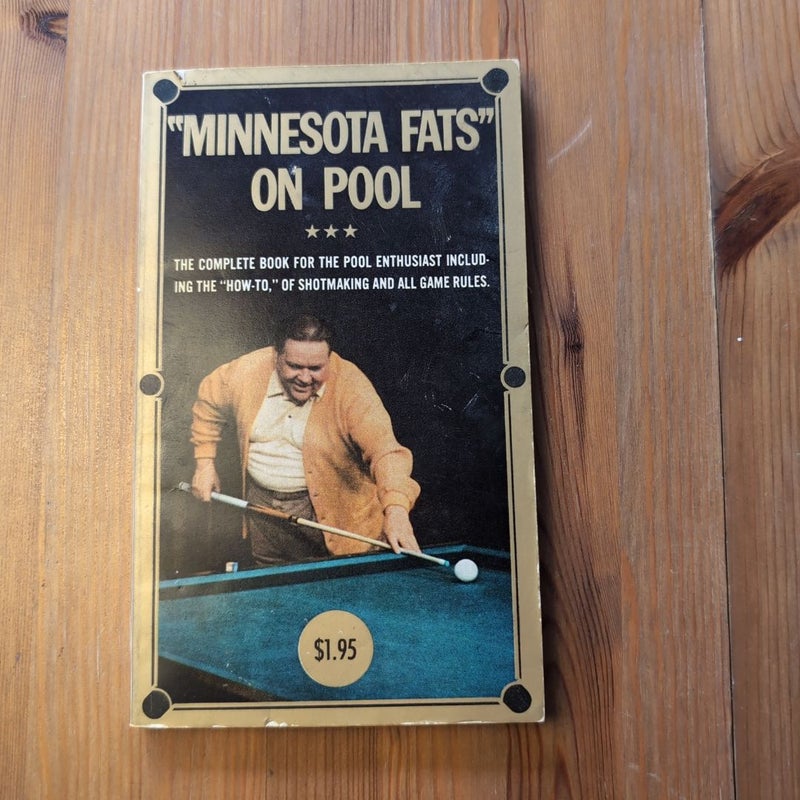 "MINNESOTA FATS"
ON POOL
THE COMPLETE BOOK FOR THE POOL ENTHUSIAST INCLUD-
ING THE "HOW-TO," OF SHOTMAKING AND ALL GAME RULES.
$1.95